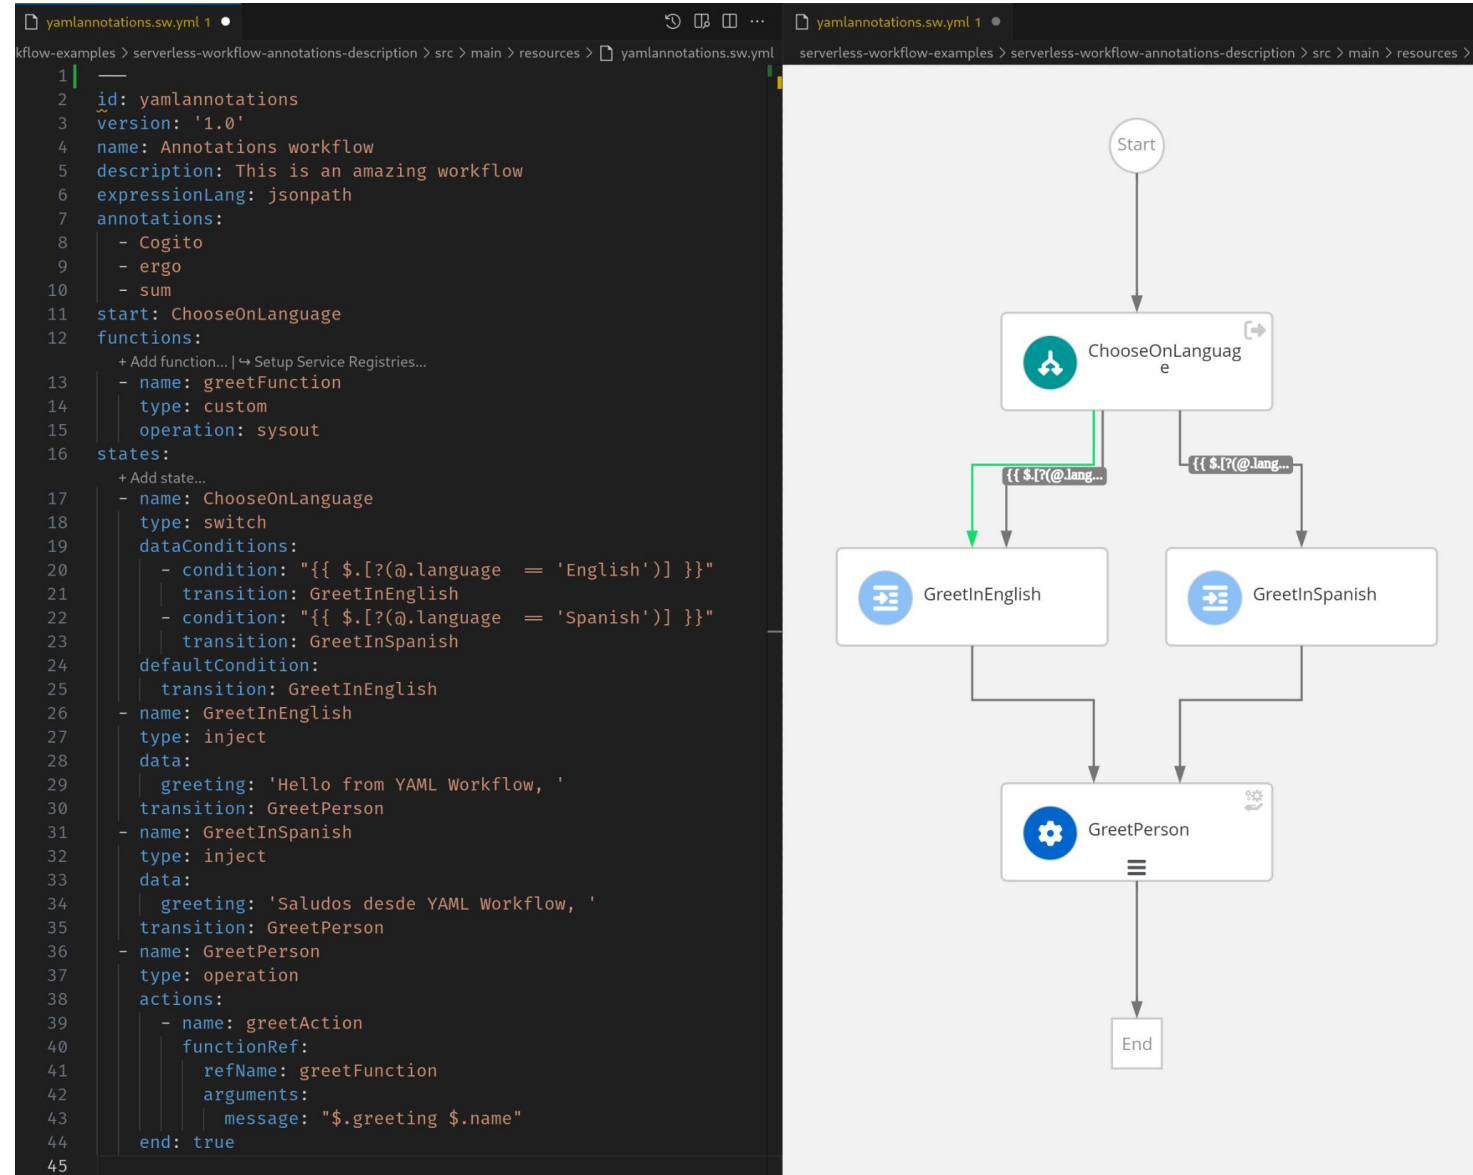 yamlannotations.sw.yml 1
kflow-examples > serverless-workflow-annotations-description > src > main > resources > yamlannotations.sw.yml
1 ---
2 id: yamlannotations
3 version: '1.0'
4 name: Annotations workflow
5 description: This is an amazing workflow
6 expressionLang: jsonpath
7 annotations:
8 - Cogito
9 - ergo
10 - sum
11 start: ChooseOnLanguage
12 functions:
+ Add function... | ↪ Setup Service Registries...
13 - name: greetFunction
14 type: custom
15 operation: sysout
16 states:
+ Add state...
17 - name: ChooseOnLanguage
18 type: switch
19 dataConditions:
20 - condition: "{{ $.[?(@.language == 'English')] }}"
21 transition: GreetInEnglish
22 - condition: "{{ $.[?(@.language == 'Spanish')] }}"
23 transition: GreetInSpanish
24 defaultCondition:
25 transition: GreetInEnglish
26 - name: GreetInEnglish
27 type: inject
28 data:
29 greeting: 'Hello from YAML Workflow, '
30 transition: GreetPerson
31 - name: GreetInSpanish
32 type: inject
33 data:
34 greeting: 'Saludos desde YAML Workflow, '
35 transition: GreetPerson
36 - name: GreetPerson
37 type: operation
38 actions:
39 - name: greetAction
40 functionRef:
41 refName: greetFunction
42 arguments:
43 message: "$.greeting $.name"
44 end: true
45
yamlannotations.sw.yml 1
serverless-workflow-examples > serverless-workflow-annotations-description > src > main > resources >
Start
ChooseOnLanguag
e
{{ $.[?(@.lang...
{{ $.[?(@.lang...
GreetInEnglish
GreetInSpanish
GreetPerson
End